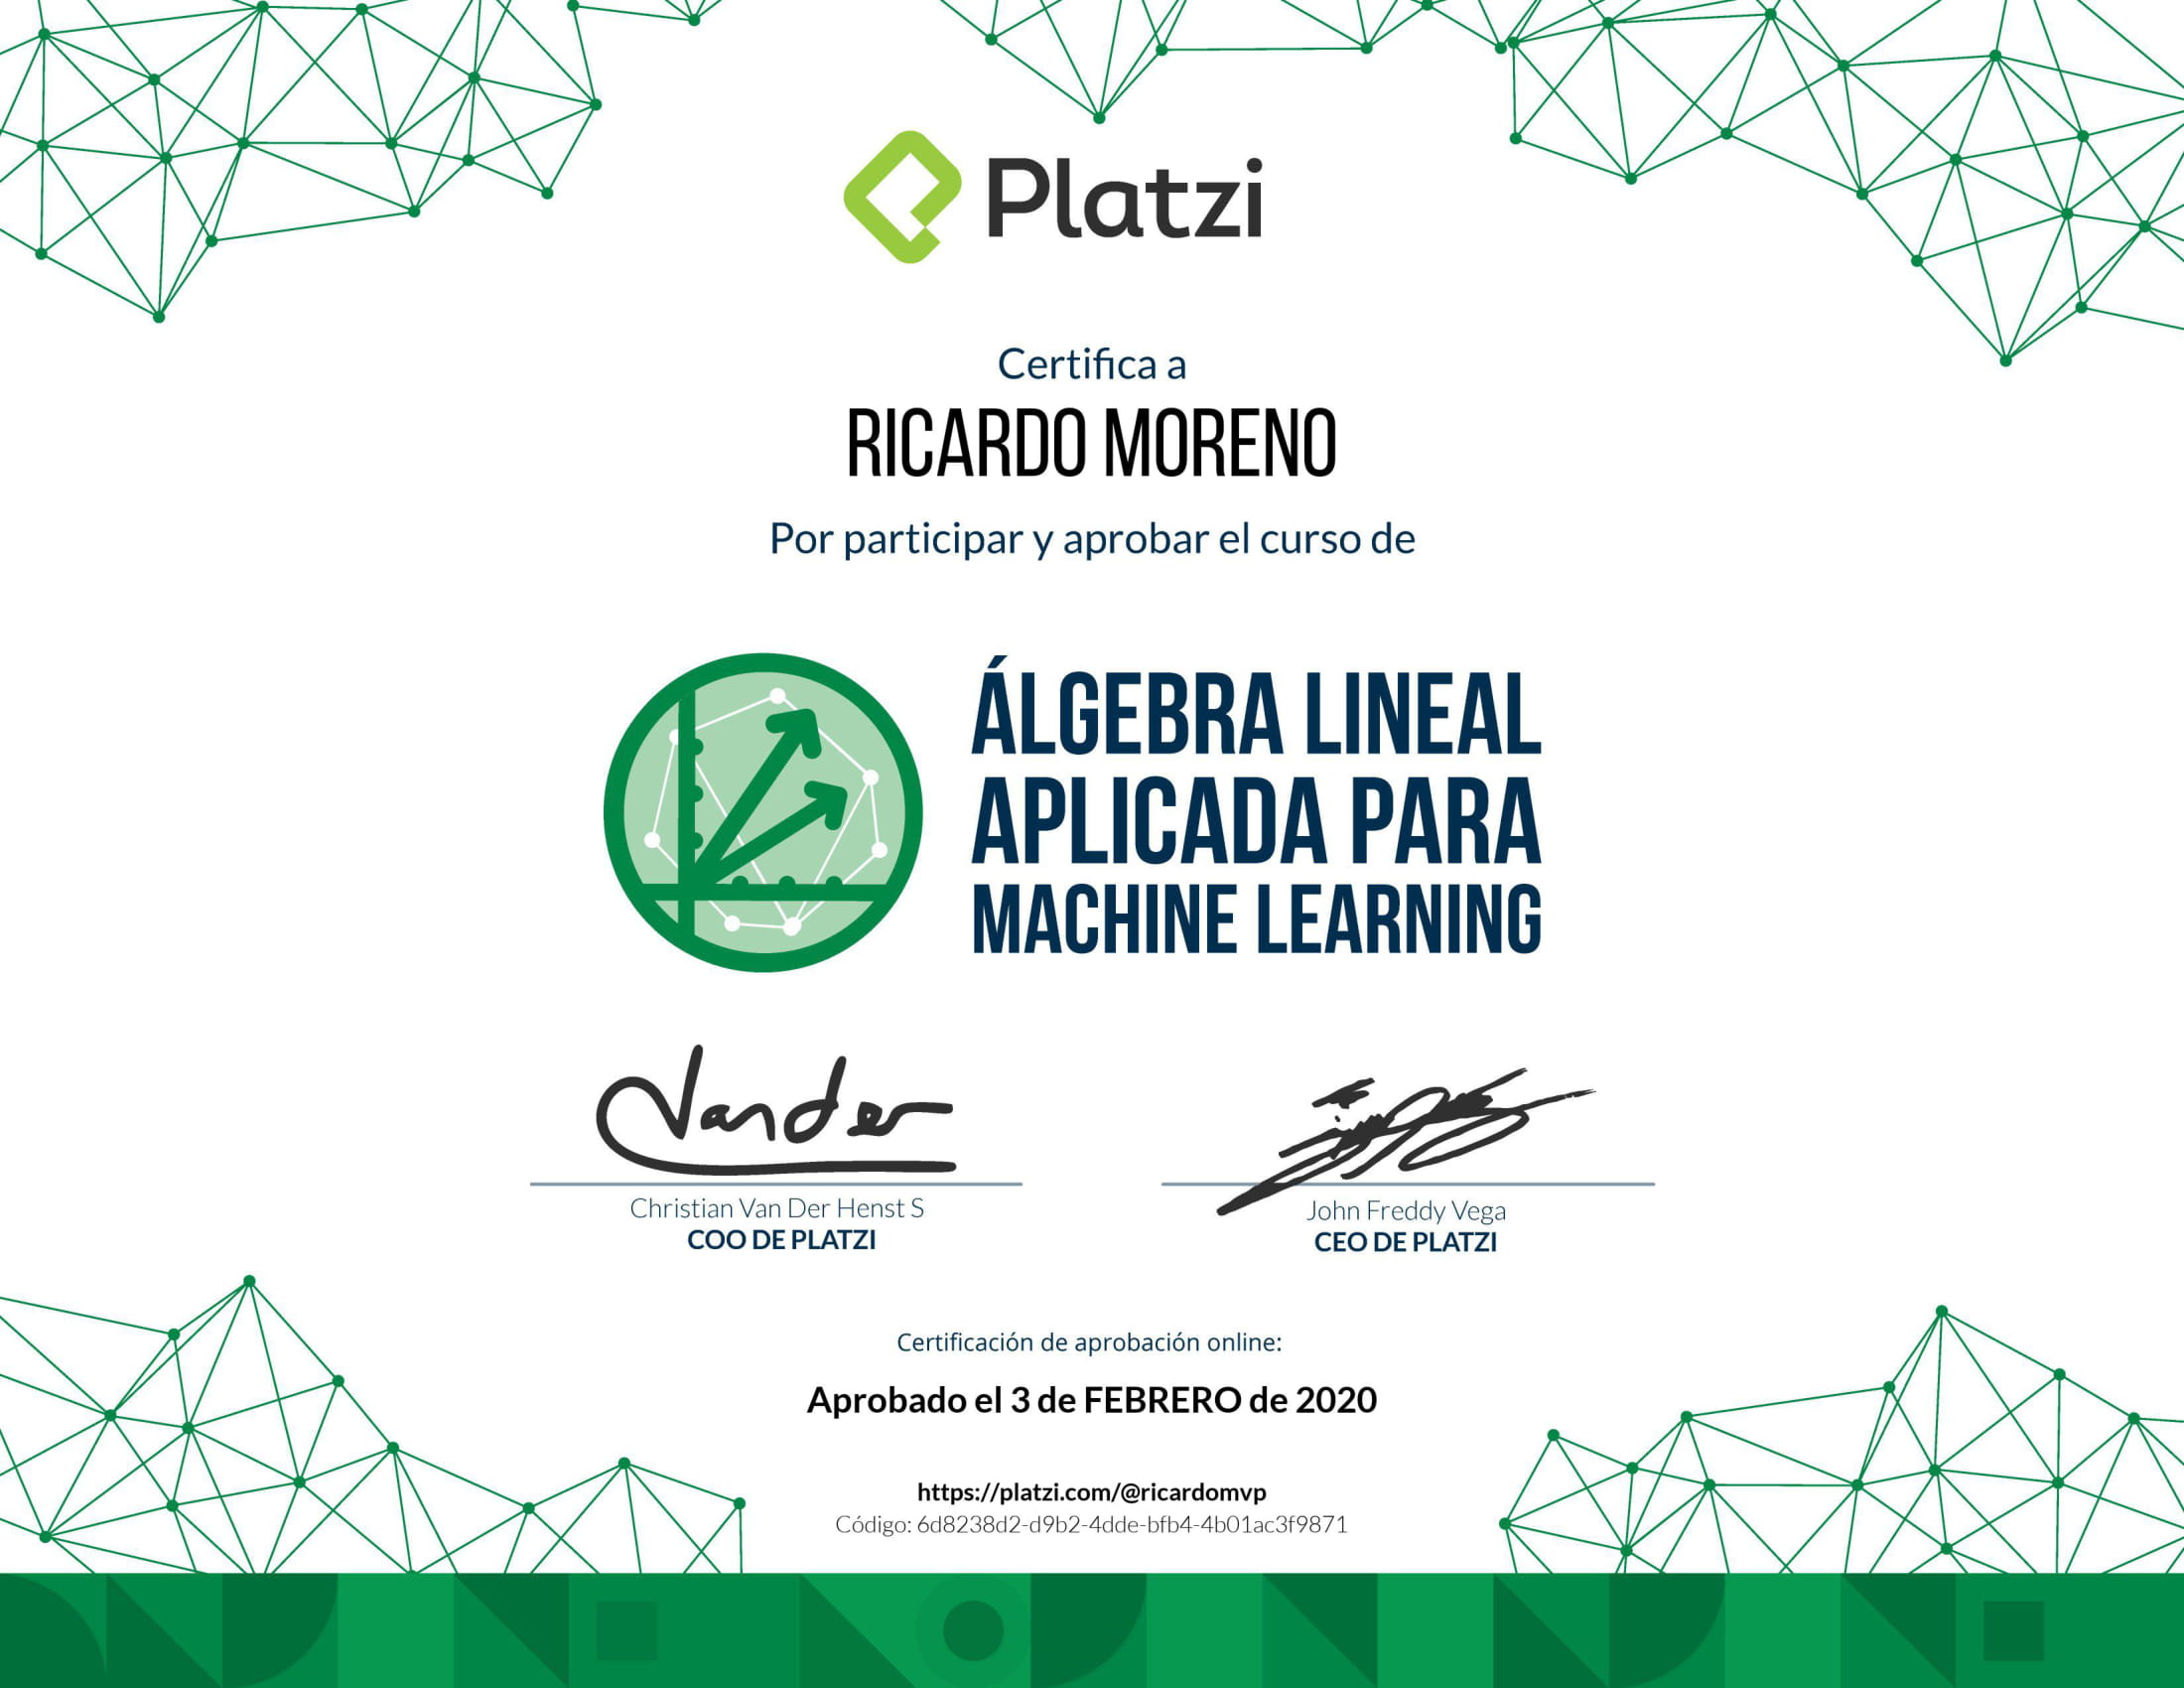 Platzi
Certifica a
RICARDO MORENO
Por participar y aprobar el curso de
ÁLGEBRA LINEAL
APLICADA PARA
MACHINE LEARNING
Vander
Christian Van Der Henst S
COO DE PLATZI
John Freddy Vega
CEO DE PLATZI
Certificación de aprobación online:
Aprobado el 3 de FEBRERO de 2020
https://platzi.com/@ricardomvp
Código: 6d8238d2-d9b2-4dde-bfb4-4b01ac3f9871